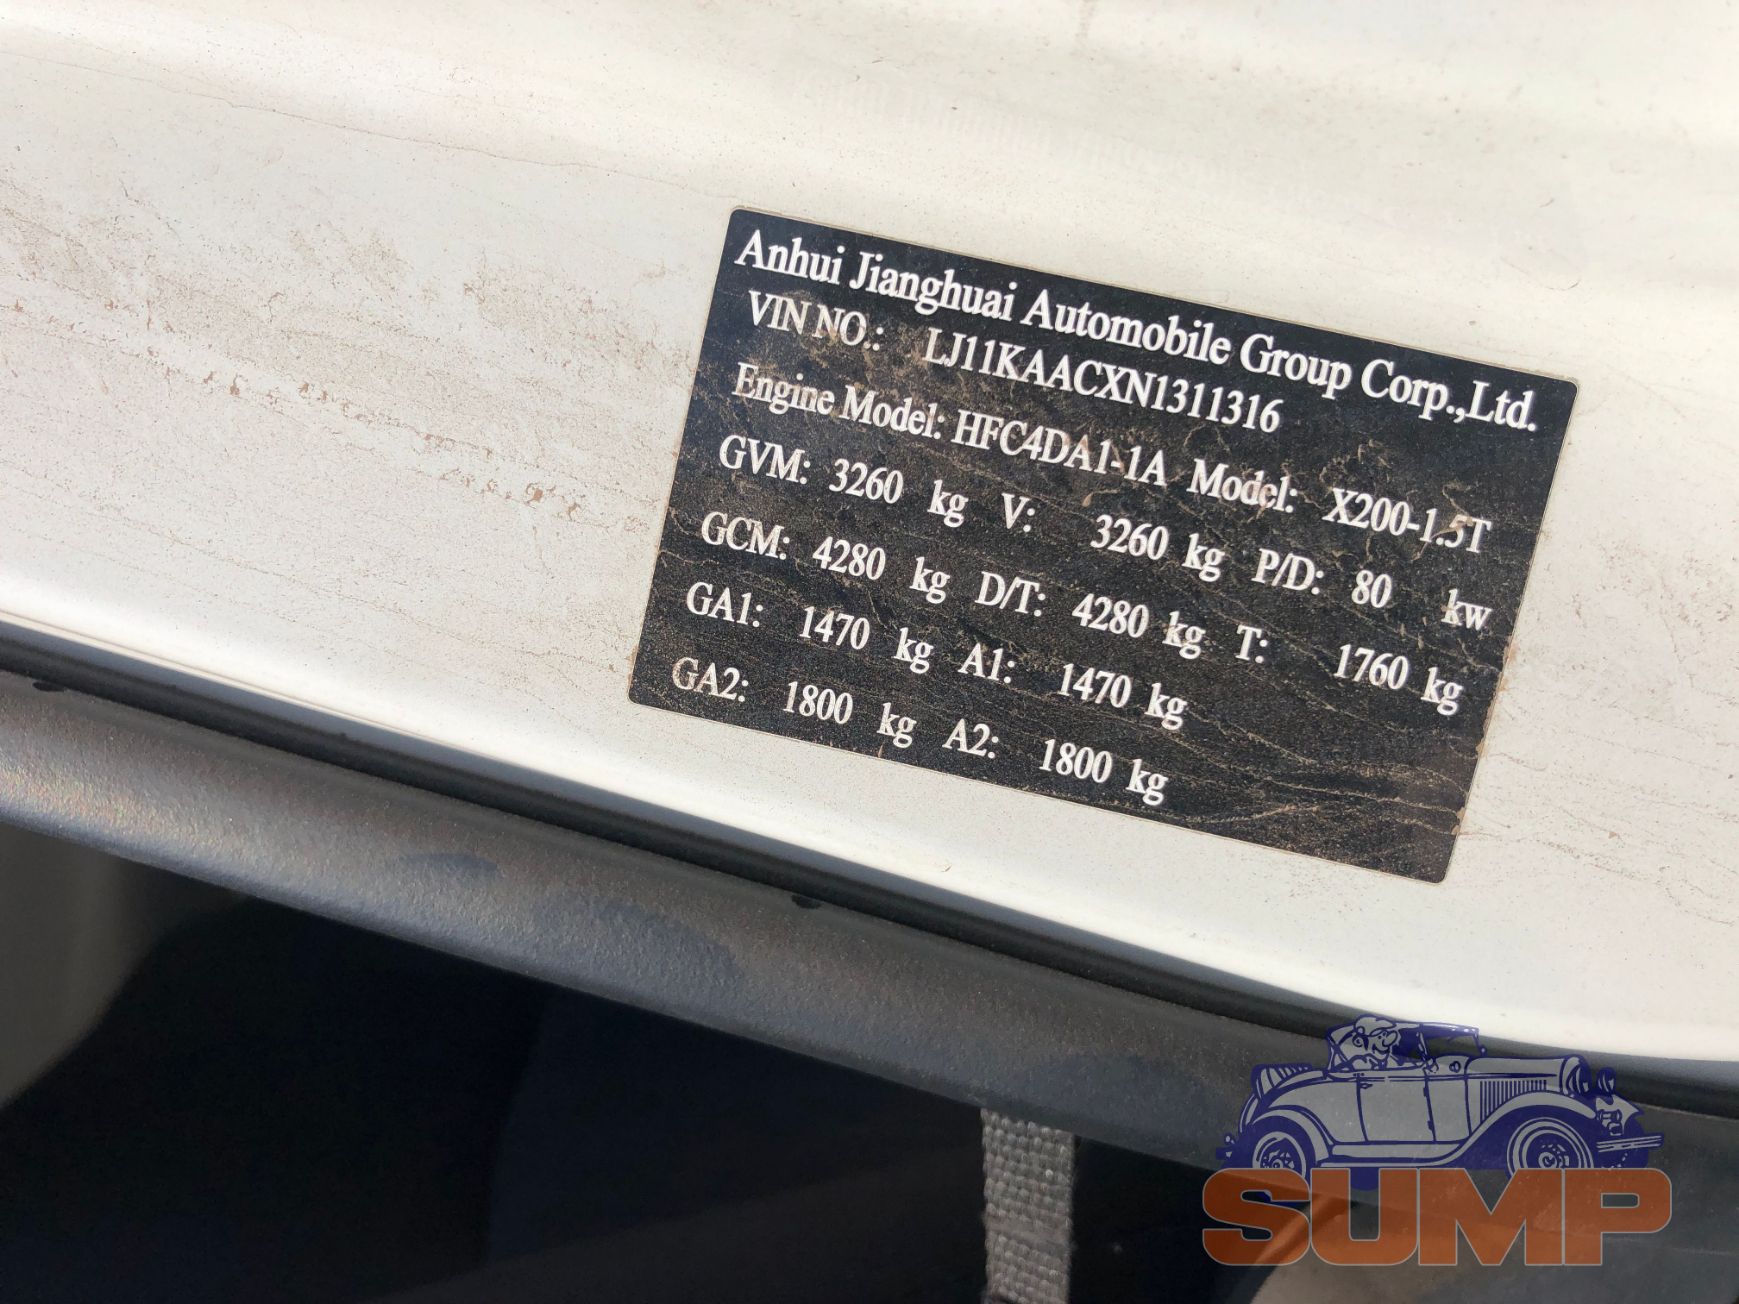 Anhui Jianghuai Automobile Group Corp.,Ltd.
VIN NO.: LJ11KAACXN1311316
Engine Model: HFC4DA1-1A Model: X200-1.5T
GVM: 3260 kg V: 3260 kg P/D: 80 kw
GCM: 4280 kg D/T: 4280 kg T: 1760 kg
GA1: 1470 kg A1: 1470 kg
GA2: 1800 kg A2: 1800 kg
SUMP